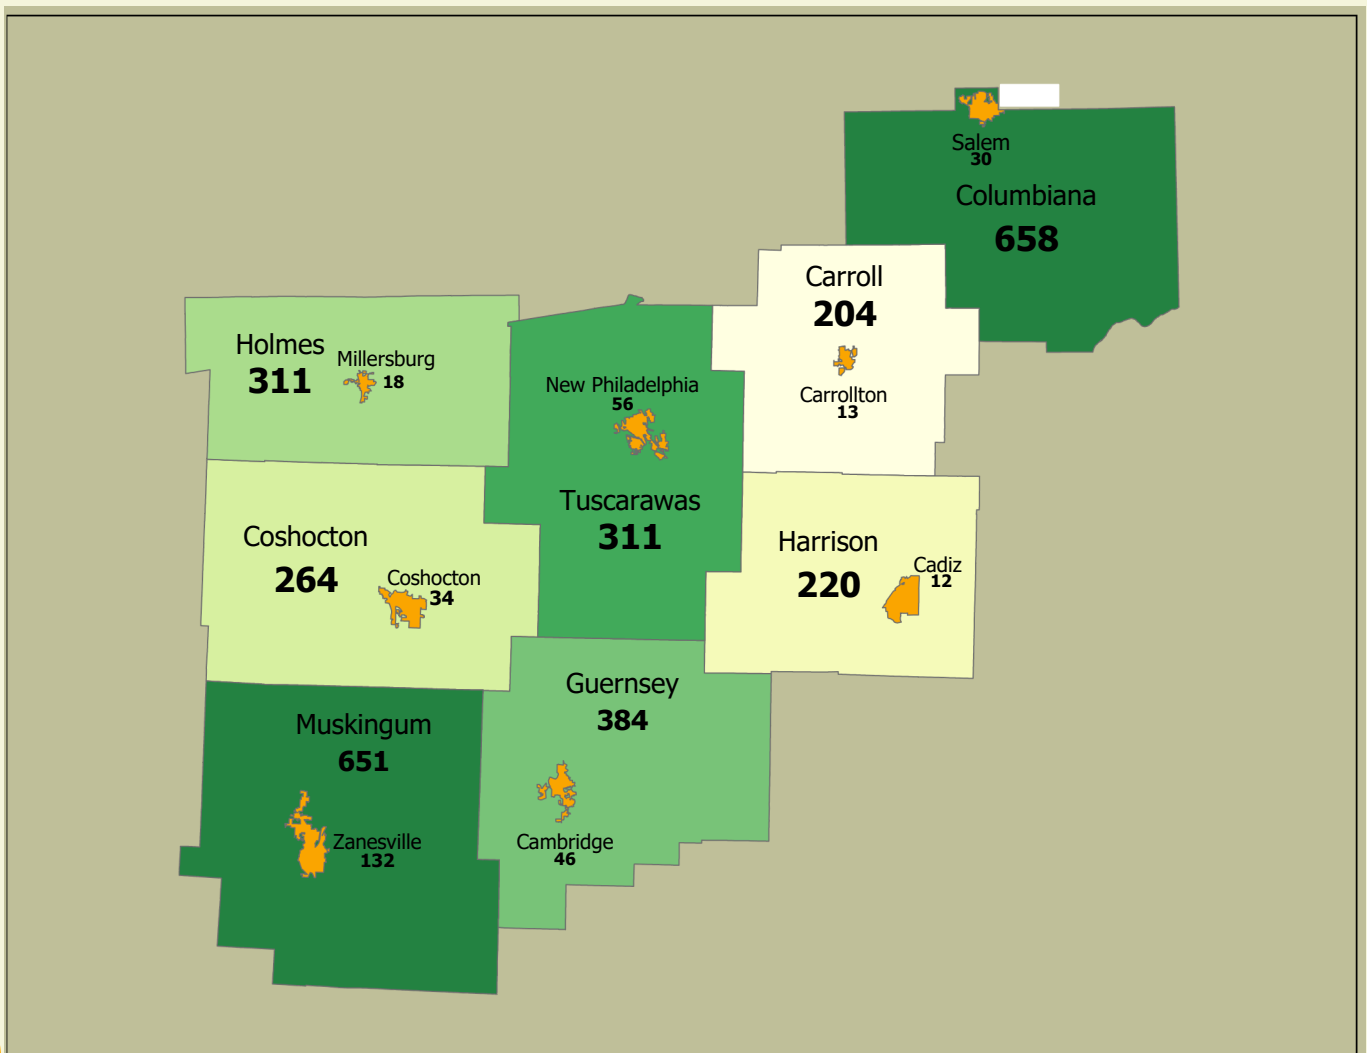 Salem
30
Columbiana
658
Carroll
204
Carrollton
13
Holmes
311
Millersburg
18
New Philadelphia
56
Tuscarawas
311
Coshocton
264
Coshocton
34
Harrison
220
Cadiz
12
Guernsey
384
Cambridge
46
Muskingum
651
Zanesville
132